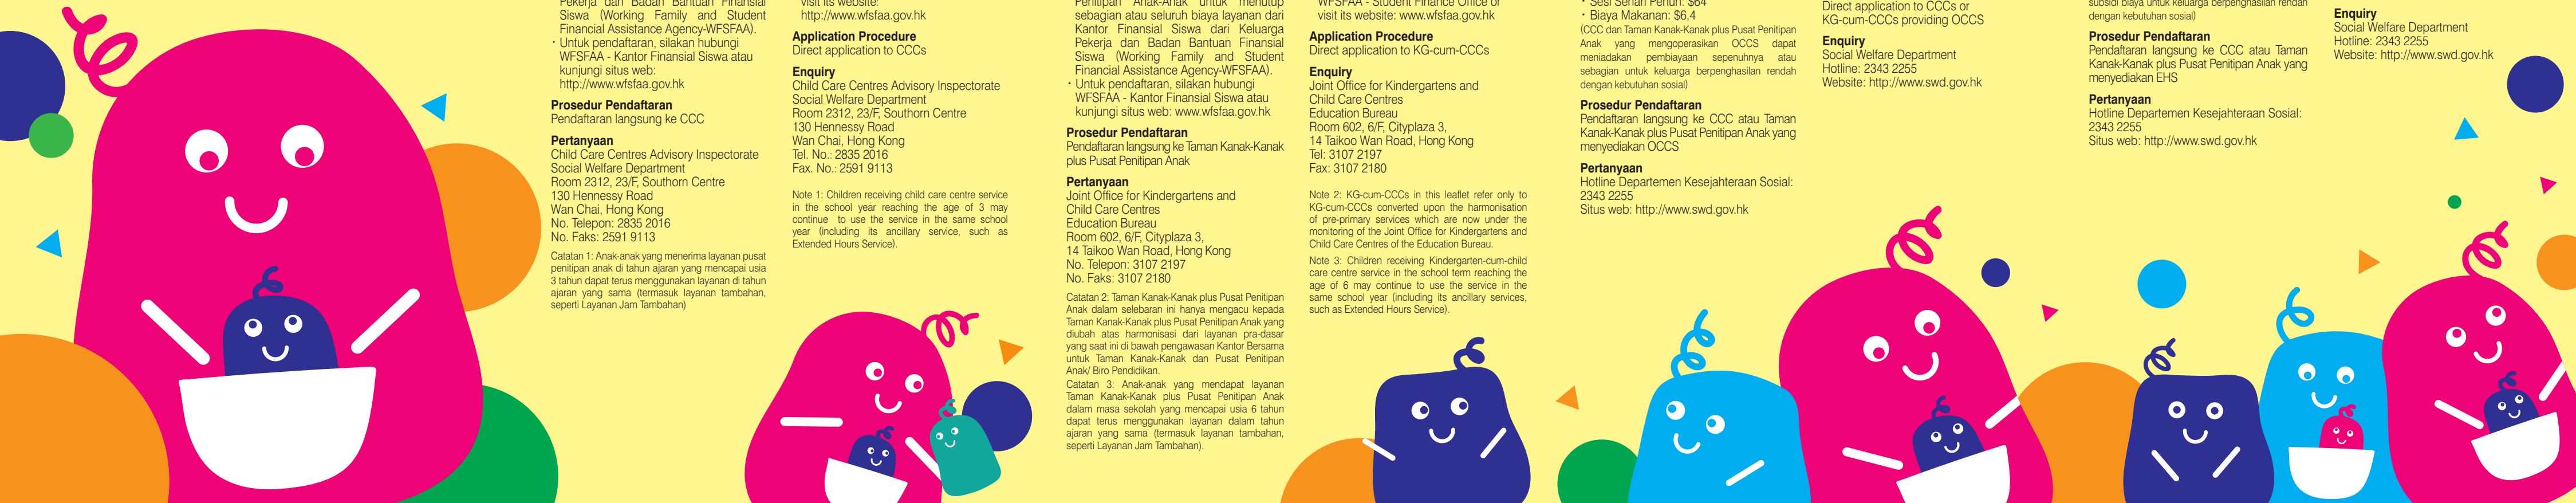 Pekerja dan Badan Bantuan Finansial
Siswa (Working Family and Student
Financial Assistance Agency-WFSFAA).
• Untuk pendaftaran, silakan hubungi
WFSFAA - Kantor Finansial Siswa atau
kunjungi situs web:
http://www.wfsfaa.gov.hk
Prosedur Pendaftaran
Pendaftaran langsung ke CCC
Pertanyaan
Child Care Centres Advisory Inspectorate
Social Welfare Department
Room 2312, 23/F, Southorn Centre
130 Hennessy Road
Wan Chai, Hong Kong
No. Telepon: 2835 2016
No. Faks: 2591 9113
Catatan 1: Anak-anak yang menerima layanan pusat
penitipan anak di tahun ajaran yang mencapai usia
3 tahun dapat terus menggunakan layanan di tahun
ajaran yang sama (termasuk layanan tambahan,
seperti Layanan Jam Tambahan)
visit its website:
http://www.wfsfaa.gov.hk
Application Procedure
Direct application to CCCs
Enquiry
Child Care Centres Advisory Inspectorate
Social Welfare Department
Room 2312, 23/F, Southorn Centre
130 Hennessy Road
Wan Chai, Hong Kong
Tel. No.: 2835 2016
Fax. No.: 2591 9113
Note 1: Children receiving child care centre service
in the school year reaching the age of 3 may
continue to use the service in the same school
year (including its ancillary service, such as
Extended Hours Service).
Penitipan Anak-Anak untuk menutup
sebagian atau seluruh biaya layanan dari
Kantor Finansial Siswa dari Keluarga
Pekerja dan Badan Bantuan Finansial
Siswa (Working Family and Student
Financial Assistance Agency-WFSFAA).
• Untuk pendaftaran, silakan hubungi
WFSFAA - Kantor Finansial Siswa atau
kunjungi situs web: www.wfsfaa.gov.hk
Prosedur Pendaftaran
Pendaftaran langsung ke Taman Kanak-Kanak
plus Pusat Penitipan Anak
Pertanyaan
Joint Office for Kindergartens and
Child Care Centres
Education Bureau
Room 602, 6/F, Cityplaza 3,
14 Taikoo Wan Road, Hong Kong
No. Telepon: 3107 2197
No. Faks: 3107 2180
Catatan 2: Taman Kanak-Kanak plus Pusat Penitipan
Anak dalam selebaran ini hanya mengacu kepada
Taman Kanak-Kanak plus Pusat Penitipan Anak yang
diubah atas harmonisasi dari layanan pra-dasar
yang saat ini di bawah pengawasan Kantor Bersama
untuk Taman Kanak-Kanak dan Pusat Penitipan
Anak/ Biro Pendidikan.
Catatan 3: Anak-anak yang mendapat layanan
Taman Kanak-Kanak plus Pusat Penitipan Anak
dalam masa sekolah yang mencapai usia 6 tahun
dapat terus menggunakan layanan dalam tahun
ajaran yang sama (termasuk layanan tambahan,
seperti Layanan Jam Tambahan).
WFSFAA - Student Finance Office or
visit its website: www.wfsfaa.gov.hk
Application Procedure
Direct application to KG-cum-CCCs
Enquiry
Joint Office for Kindergartens and
Child Care Centres
Education Bureau
Room 602, 6/F, Cityplaza 3,
14 Taikoo Wan Road, Hong Kong
Tel: 3107 2197
Fax: 3107 2180
Note 2: KG-cum-CCCs in this leaflet refer only to
KG-cum-CCCs converted upon the harmonisation
of pre-primary services which are now under the
monitoring of the Joint Office for Kindergartens and
Child Care Centres of the Education Bureau.
Note 3: Children receiving Kindergarten-cum-child
care centre service in the school term reaching the
age of 6 may continue to use the service in the
same school year (including its ancillary services,
such as Extended Hours Service).
• Sesi Sehari Penuh: $64
• Biaya Makanan: $6,4
(CCC dan Taman Kanak-Kanak plus Pusat Penitipan
Anak yang mengoperasikan OCCS dapat
meniadakan pembiayaan sepenuhnya atau
sebagian untuk keluarga berpenghasilan rendah
dengan kebutuhan sosial)
Prosedur Pendaftaran
Pendaftaran langsung ke CCC atau Taman
Kanak-Kanak plus Pusat Penitipan Anak yang
menyediakan OCCS
Pertanyaan
Hotline Departemen Kesejahteraan Sosial:
2343 2255
Situs web: http://www.swd.gov.hk
Direct application to CCCs or
KG-cum-CCCs providing OCCS
Enquiry
Social Welfare Department
Hotline: 2343 2255
Website: http://www.swd.gov.hk
subsidi biaya untuk keluarga berpenghasilan rendah
dengan kebutuhan sosial)
Prosedur Pendaftaran
Pendaftaran langsung ke CCC atau Taman
Kanak-Kanak plus Pusat Penitipan Anak yang
menyediakan EHS
Pertanyaan
Hotline Departemen Kesejahteraan Sosial:
2343 2255
Situs web: http://www.swd.gov.hk
Enquiry
Social Welfare Department
Hotline: 2343 2255
Website: http://www.swd.gov.hk